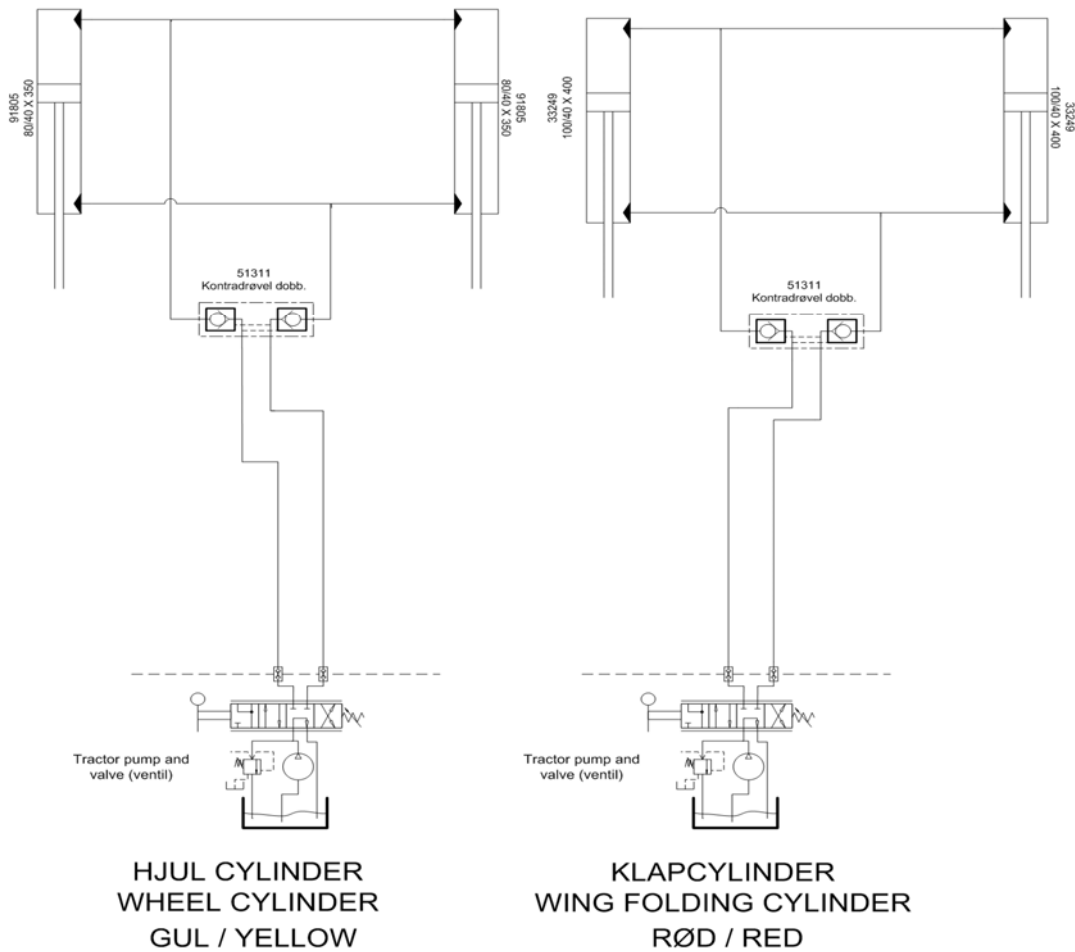 91805
80/40 X 350
80/40 X 350
91805
51311
Kontradrøvel dobb.
Tractor pump and
valve (ventil)
HJUL CYLINDER
WHEEL CYLINDER
GUL / YELLOW
33249
100/40 X 400
33249
100/40 X 400
51311
Kontradrøvel dobb.
Tractor pump and
valve (ventil)
KLAPCYLINDER
WING FOLDING CYLINDER
RØD / RED